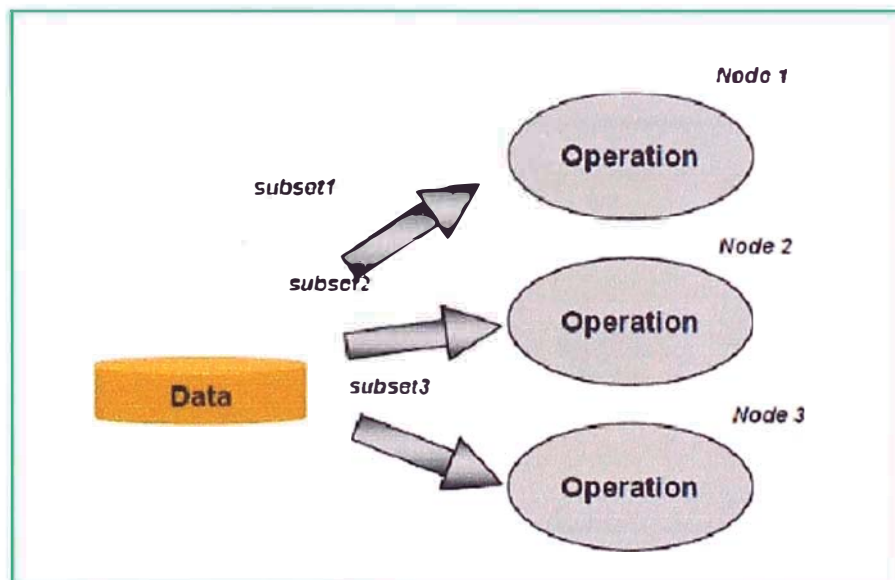 Node 1
Operation
subset1
Node 2
subset2
Operation
subset3
Data
Node 3
Operation